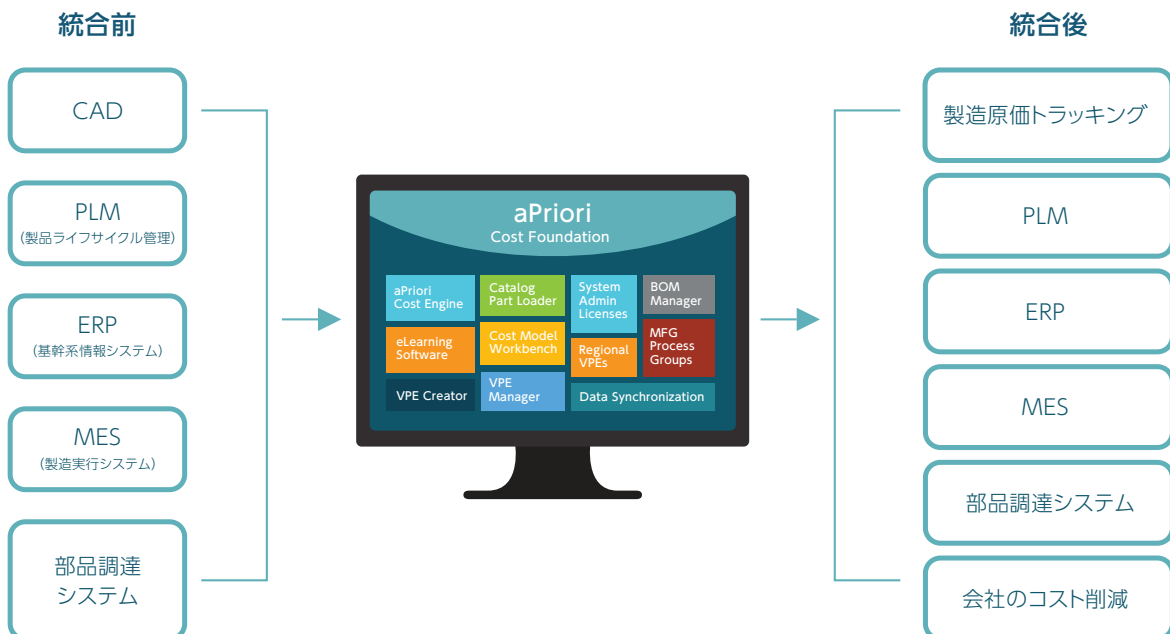 統合前
CAD
PLM
(製品ライフサイクル管理)
ERP
(基幹系情報システム)
MES
(製造実行システム)
部品調達
システム
aPriori
Cost Foundation
aPriori
Cost Engine
Catalog
Part Loader
System
Admin
Licenses
BOM
Manager
eLearning
Software
Cost Model
Workbench
Regional
VPEs
MFG
Process
Groups
VPE Creator
VPE
Manager
Data Synchronization
統合後
製造原価トラッキング
PLM
ERP
MES
部品調達システム
会社のコスト削減